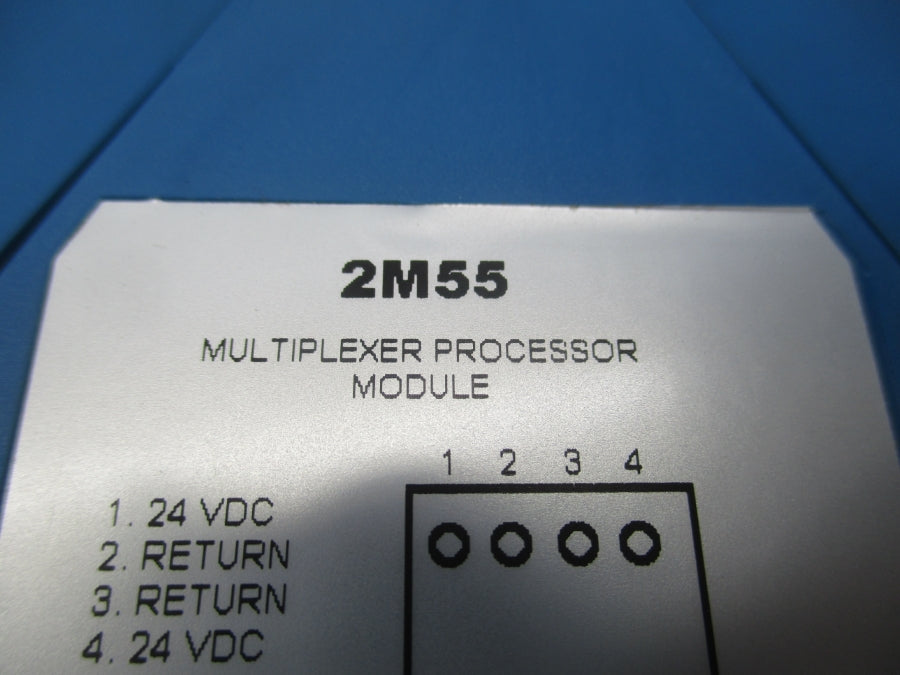 2M55
MULTIPLEXER PROCESSOR
MODULE
1 2 3 4
1. 24 VDC
2. RETURN
3. RETURN
4. 24 VDC